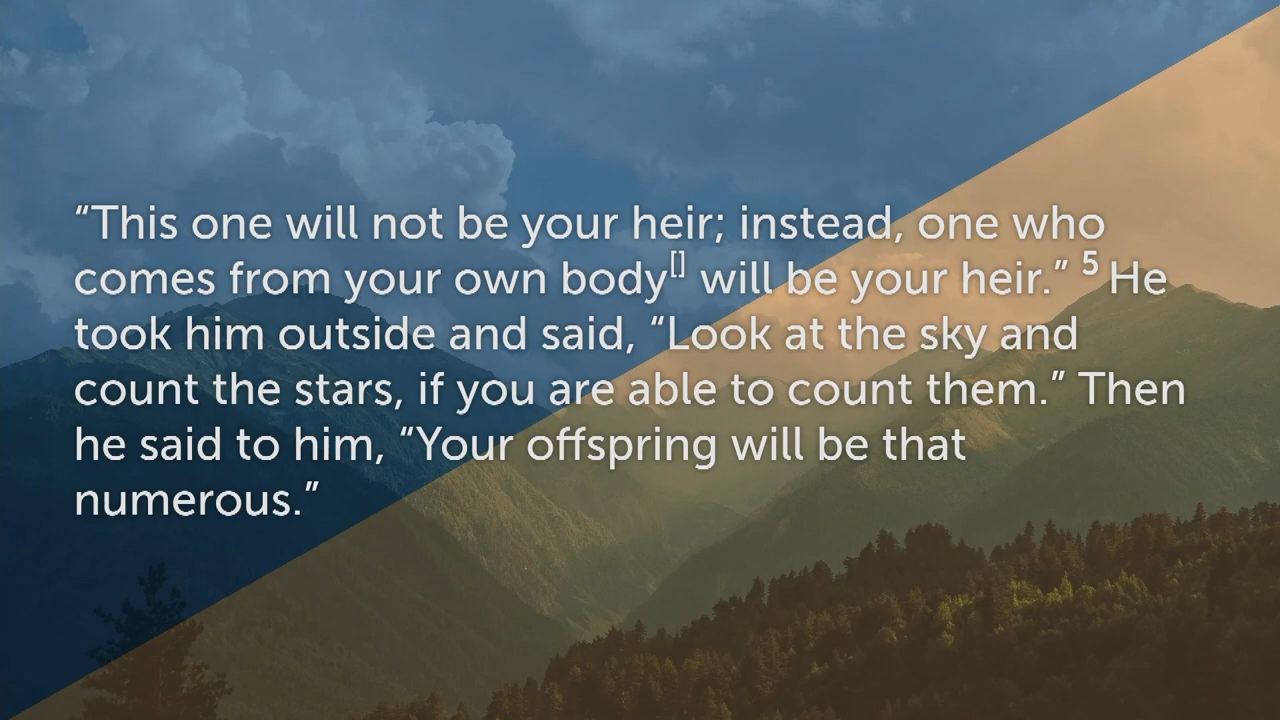 “This one will not be your heir; instead, one who
comes from your own body[] will be your heir.” 5 He
took him outside and said, “Look at the sky and
count the stars, if you are able to count them.” Then
he said to him, “Your offspring will be that
numerous.”